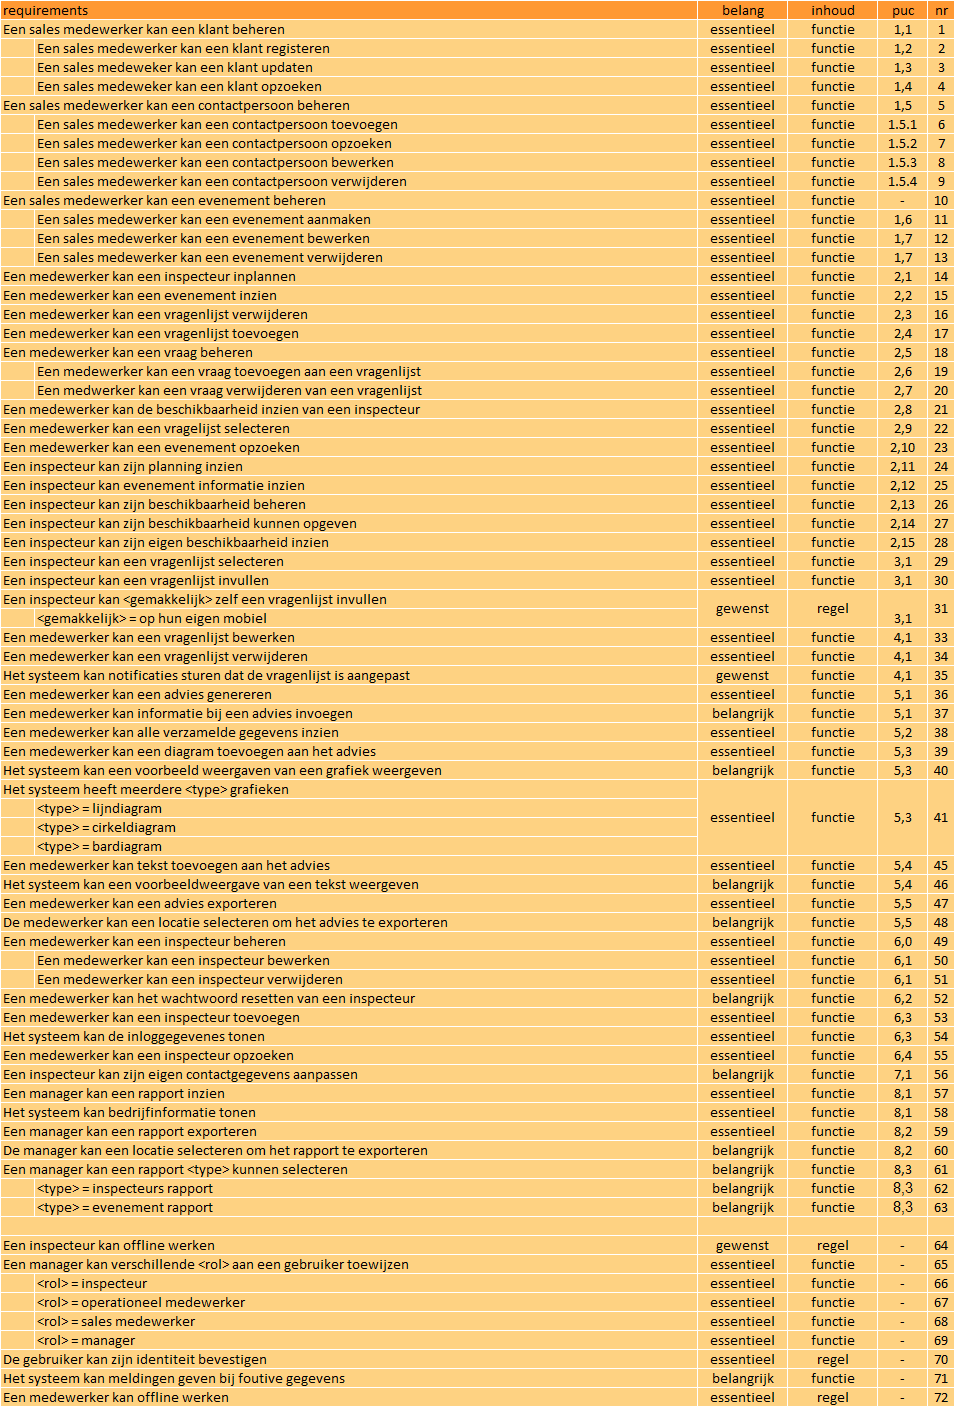 requirements belang inhoud puc nr
Een sales medewerker kan een klant beheren essentieel functie 1,1 1
Een sales medewerker kan een klant registeren essentieel functie 1,2 2
Een sales medeweker kan een klant updaten essentieel functie 1,3 3
Een sales medeweker kan een klant opzoeken essentieel functie 1,4 4
Een sales medewerker kan een contactpersoon beheren essentieel functie 1,5 5
Een sales medewerker kan een contactpersoon toevoegen essentieel functie 1.5.1 6
Een sales medewerker kan een contactpersoon opzoeken essentieel functie 1.5.2 7
Een sales medewerker kan een contactpersoon bewerken essentieel functie 1.5.3 8
Een sales medewerker kan een contactpersoon verwijderen essentieel functie 1.5.4 9
Een sales medewerker kan een evenement beheren essentieel functie - 10
Een sales medewerker kan een evenement aanmaken essentieel functie 1,6 11
Een sales medewerker kan een evenement bewerken essentieel functie 1,7 12
Een sales medewerker kan een evenement verwijderen essentieel functie 1,7 13
Een medewerker kan een inspecteur inplannen essentieel functie 2,1 14
Een medewerker kan een evenement inzien essentieel functie 2,2 15
Een medewerker kan een vragenlijst verwijderen essentieel functie 2,3 16
Een medewerker kan een vragenlijst toevoegen essentieel functie 2,4 17
Een medewerker kan een vraag beheren essentieel functie 2,5 18
Een medewerker kan een vraag toevoegen aan een vragenlijst essentieel functie 2,6 19
Een medwerker kan een vraag verwijderen van een vragenlijst essentieel functie 2,7 20
Een medewerker kan de beschikbaarheid inzien van een inspecteur essentieel functie 2,8 21
Een medewerker kan een vragelijst selecteren essentieel functie 2,9 22
Een medewerker kan een evenement opzoeken essentieel functie 2,10 23
Een inspecteur kan zijn planning inzien essentieel functie 2,11 24
Een inspecteur kan evenement informatie inzien essentieel functie 2,12 25
Een inspecteur kan zijn beschikbaarheid beheren essentieel functie 2,13 26
Een inspecteur kan zijn beschikbaarheid kunnen opgeven essentieel functie 2,14 27
Een inspecteur kan zijn eigen beschikbaarheid inzien essentieel functie 2,15 28
Een inspecteur kan een vragenlijst selecteren essentieel functie 3,1 29
Een inspecteur kan een vragenlijst invullen essentieel functie 3,1 30
Een inspecteur kan <gemakkelijk> zelf een vragenlijst invullen gewenst regel 31
<gemakkelijk> = op hun eigen mobiel 3,1
Een medewerker kan een vragenlijst bewerken essentieel functie 4,1 33
Een medewerker kan een vragenlijst verwijderen essentieel functie 4,1 34
Het systeem kan notificaties sturen dat de vragenlijst is aangepast gewenst functie 4,1 35
Een medewerker kan een advies genereren essentieel functie 5,1 36
Een medewerker kan informatie bij een advies invoegen belangrijk functie 5,1 37
Een medewerker kan alle verzamelde gegevens inzien essentieel functie 5,2 38
Een medewerker kan een diagram toevoegen aan het advies essentieel functie 5,3 39
Het systeem kan een voorbeeld weergaven van een grafiek weergeven belangrijk functie 5,3 40
Het systeem heeft meerdere <type> grafieken essentieel functie 5,3 41
<type> = lijndiagram
<type> = cirkeldiagram
<type> = bardiagram
Een medewerker kan tekst toevoegen aan het advies essentieel functie 5,4 45
Het systeem kan een voorbeeldweergave van een tekst weergeven belangrijk functie 5,4 46
Een medewerker kan een advies exporteren essentieel functie 5,5 47
De medewerker kan een locatie selecteren om het advies te exporteren belangrijk functie 5,5 48
Een medewerker kan een inspecteur beheren essentieel functie 6,0 49
Een medewerker kan een inspecteur bewerken essentieel functie 6,1 50
Een medewerker kan een inspecteur verwijderen essentieel functie 6,1 51
Een medewerker kan het wachtwoord resetten van een inspecteur belangrijk functie 6,2 52
Een medewerker kan een inspecteur toevoegen essentieel functie 6,3 53
Het systeem kan de inloggegevenes tonen essentieel functie 6,3 54
Een medewerker kan een inspecteur opzoeken essentieel functie 6,4 55
Een inspecteur kan zijn eigen contactgegevens aanpassen belangrijk functie 7,1 56
Een manager kan een rapport inzien essentieel functie 8,1 57
Het systeem kan bedrijfinformatie tonen essentieel functie 8,1 58
Een manager kan een rapport exporteren essentieel functie 8,2 59
De manager kan een locatie selecteren om het rapport te exporteren belangrijk functie 8,2 60
Een manager kan een rapport <type> kunnen selecteren belangrijk functie 8,3 61
<type> = inspecteurs rapport belangrijk functie 8,3 62
<type> = evenement rapport belangrijk functie 8,3 63
Een inspecteur kan offline werken gewenst regel - 64
Een manager kan verschillende <rol> aan een gebruiker toewijzen essentieel functie - 65
<rol> = inspecteur essentieel functie - 66
<rol> = operationeel medewerker essentieel functie - 67
<rol> = sales medewerker essentieel functie - 68
<rol> = manager essentieel functie - 69
De gebruiker kan zijn identiteit bevestigen essentieel regel - 70
Het systeem kan meldingen geven bij foutive gegevens belangrijk functie - 71
Een medewerker kan offline werken essentieel regel - 72